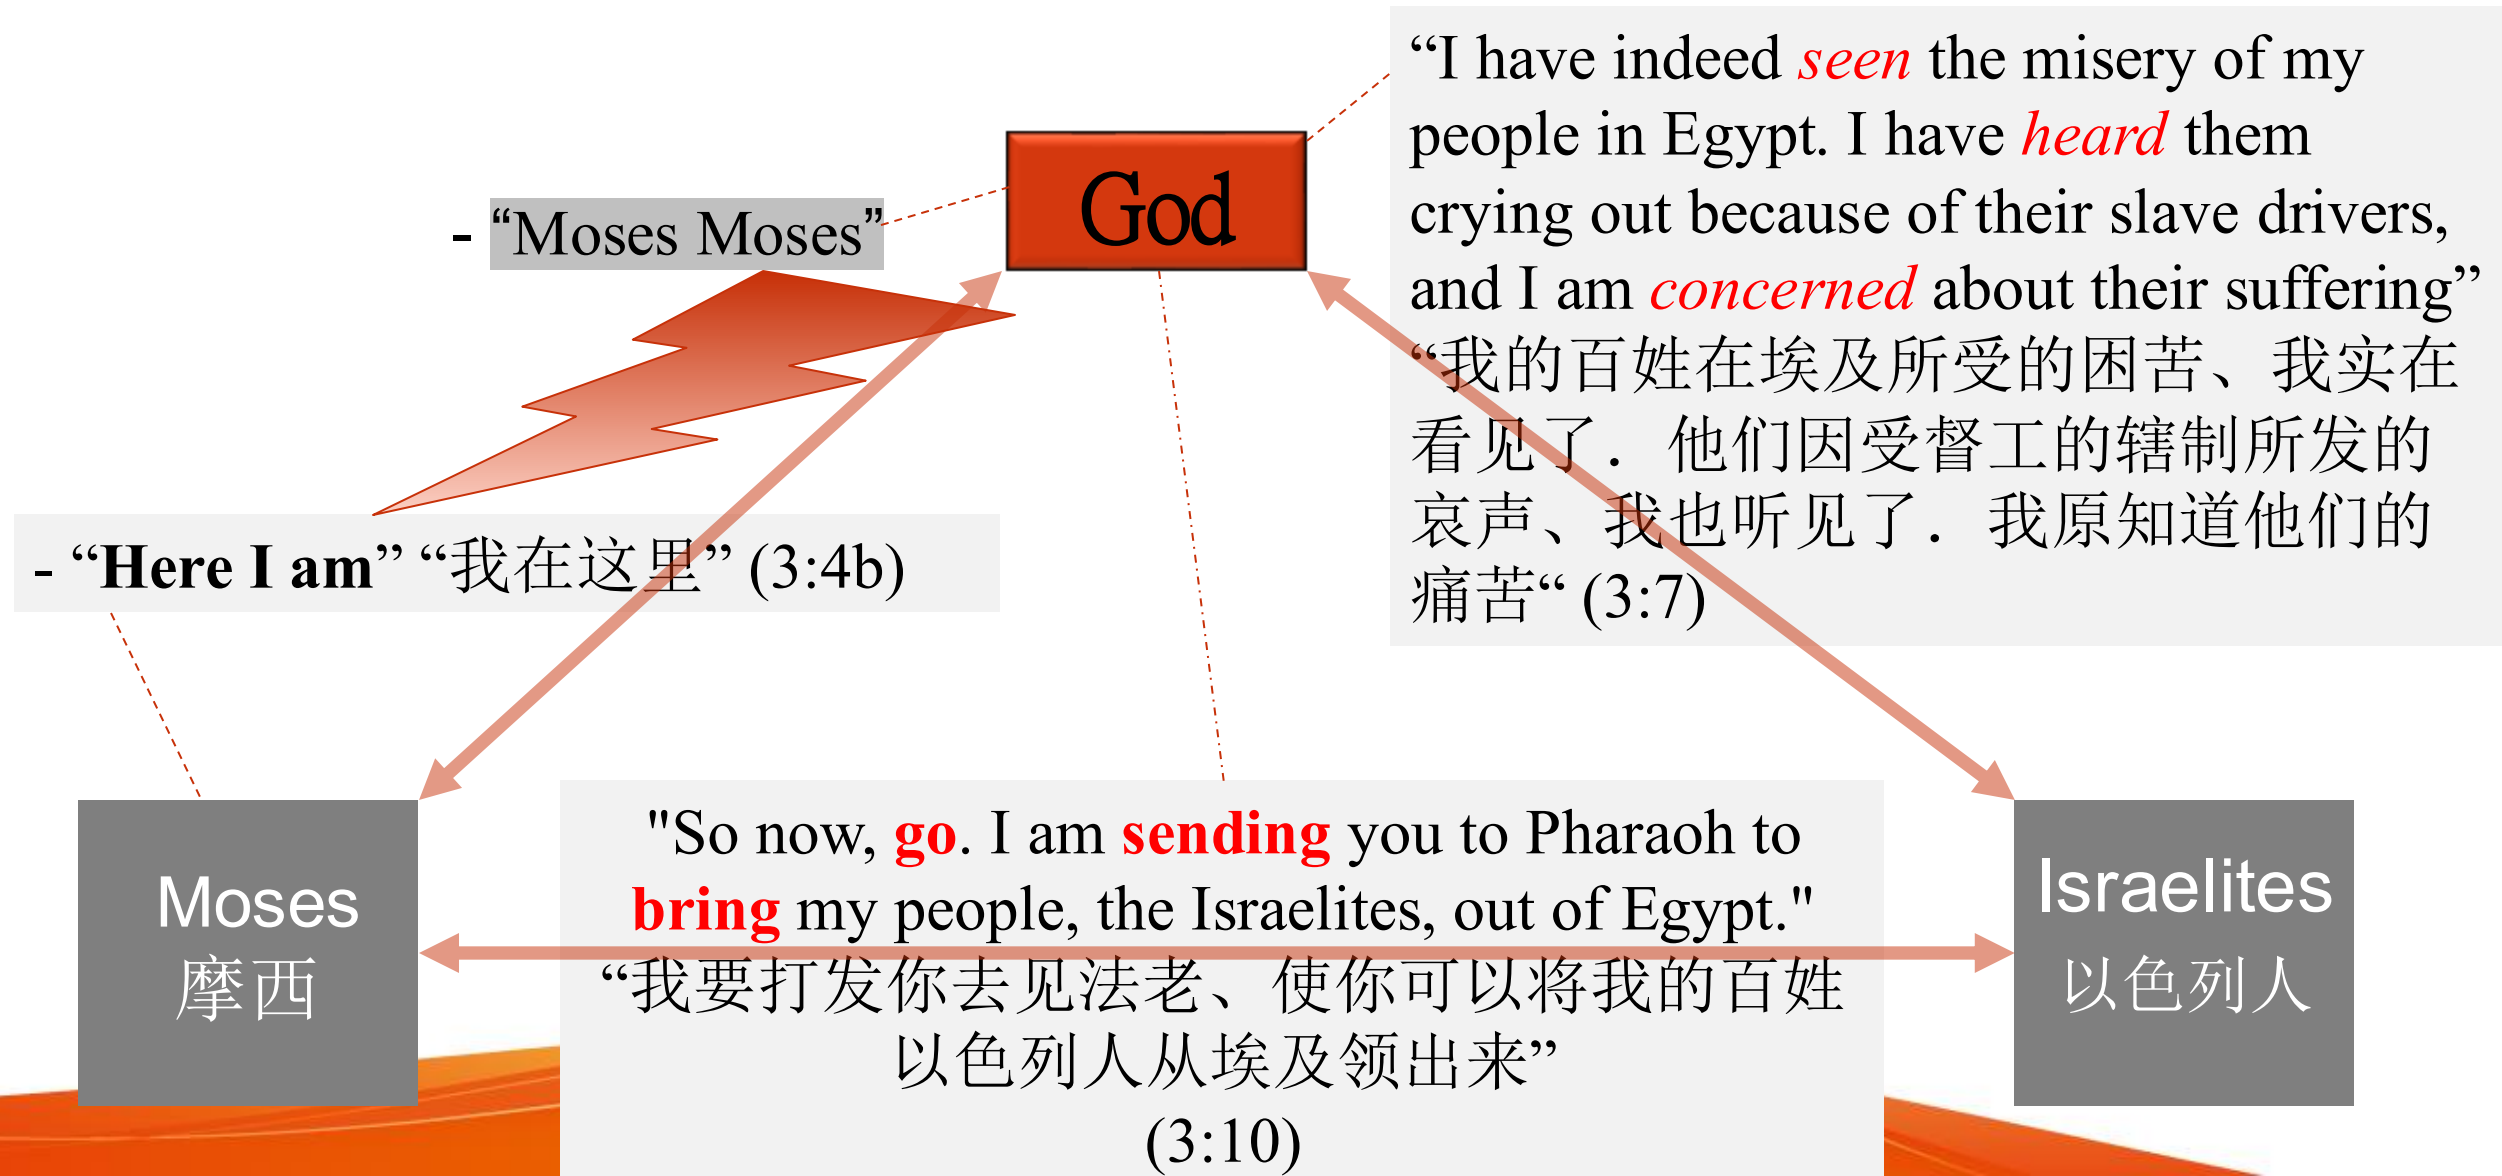 “I have indeed seen the misery of my
people in Egypt. I have heard them
crying out because of their slave drivers,
and I am concerned about their suffering”
“我的百姓在埃及所受的困苦、我实在
看见了．他们因受督工的辖制所发的
哀声、我也听见了．我原知道他们的
痛苦“ (3:7)
God
- “Moses Moses”
- “Here I am” “我在这里” (3:4b)
"So now, go. I am sending you to Pharaoh to
bring my people, the Israelites, out of Egypt."
“我要打发你去见法老、使你可以将我的百姓
以色列人从埃及领出来”
(3:10)
Moses
摩西
Israelites
以色列人